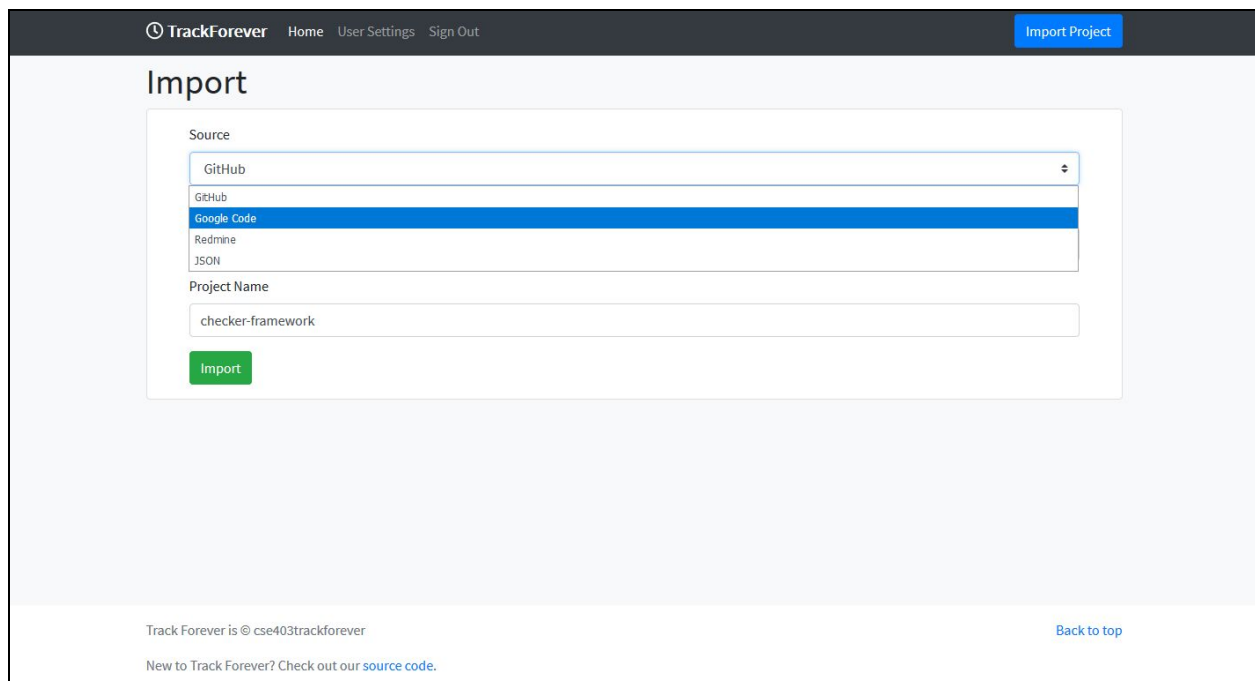 TrackForever Home User Settings Sign Out Import Project
Import
Source
GitHub
GitHub
Google Code
Redmine
JSON
Project Name
checker-framework
Import
Track Forever is © cse403trackforever Back to top
New to Track Forever? Check out our source code.